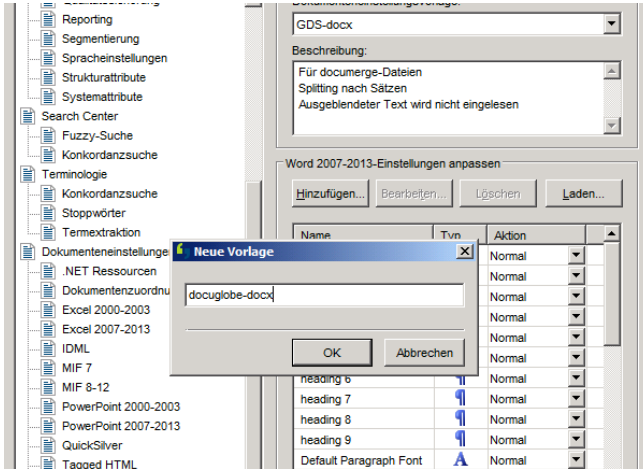 Reporting
Segmentierung
Spracheinstellungen
Strukturattribute
Systemattribute
Search Center
Fuzzy-Suche
Konkordanzsuche
Terminologie
Konkordanzsuche
Stoppwörter
Termextraktion
Dokumenteneinstellunge
.NET Ressourcen
Dokumentenzuordnu
Excel 2000-2003
Excel 2007-2013
IDML
MIF 7
MIF 8-12
PowerPoint 2000-2003
PowerPoint 2007-2013
QuickSilver
Tagged HTML
Dokumenteneinstellungsvorlage:
GDS-docx
Beschreibung:
Für documerge-Dateien
Splitting nach Sätzen
Ausgeblendeter Text wird nicht eingelesen
Word 2007-2013-Einstellungen anpassen
Hinzufügen... Bearbeiten... Löschen Laden...
Name Typ Aktion
Normal
Normal
Normal
Normal
Normal
Normal
heading 6 Normal
heading 7 Normal
heading 8 Normal
heading 9 Normal
Default Paragraph Font Normal
Neue Vorlage
docuglobe-docx
OK Abbrechen